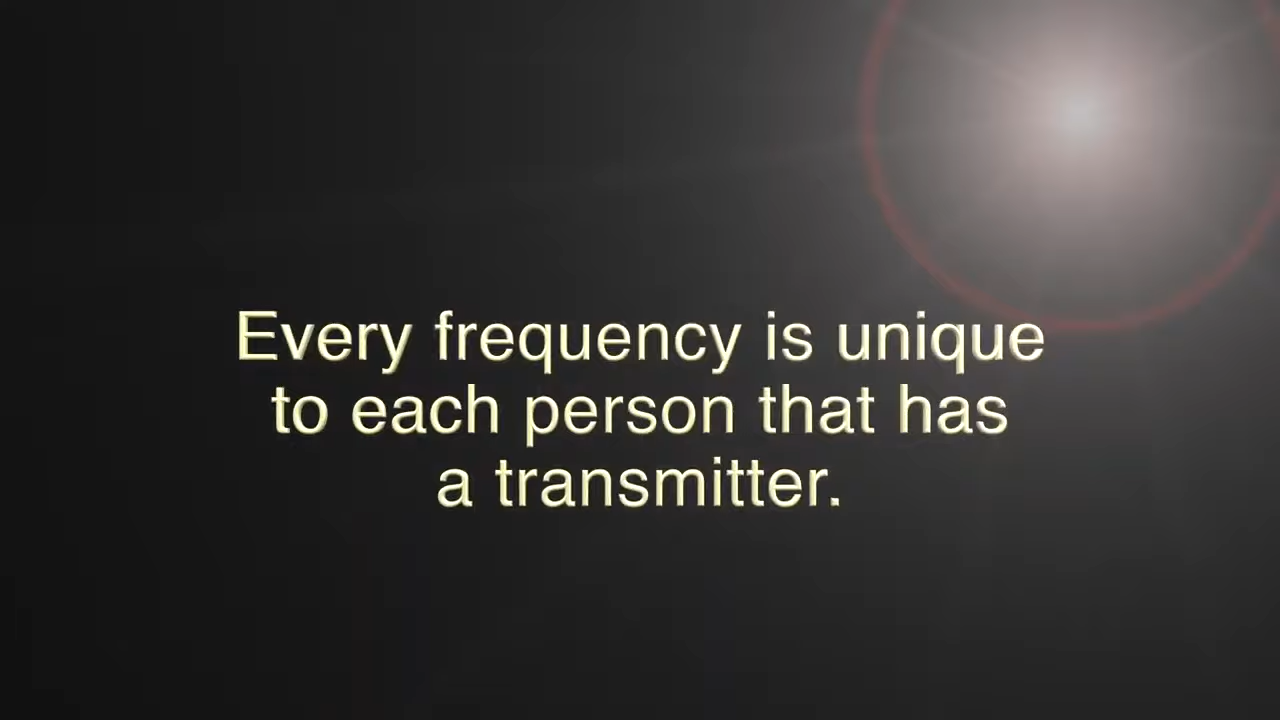 Every frequency is unique
to each person that has
a transmitter.